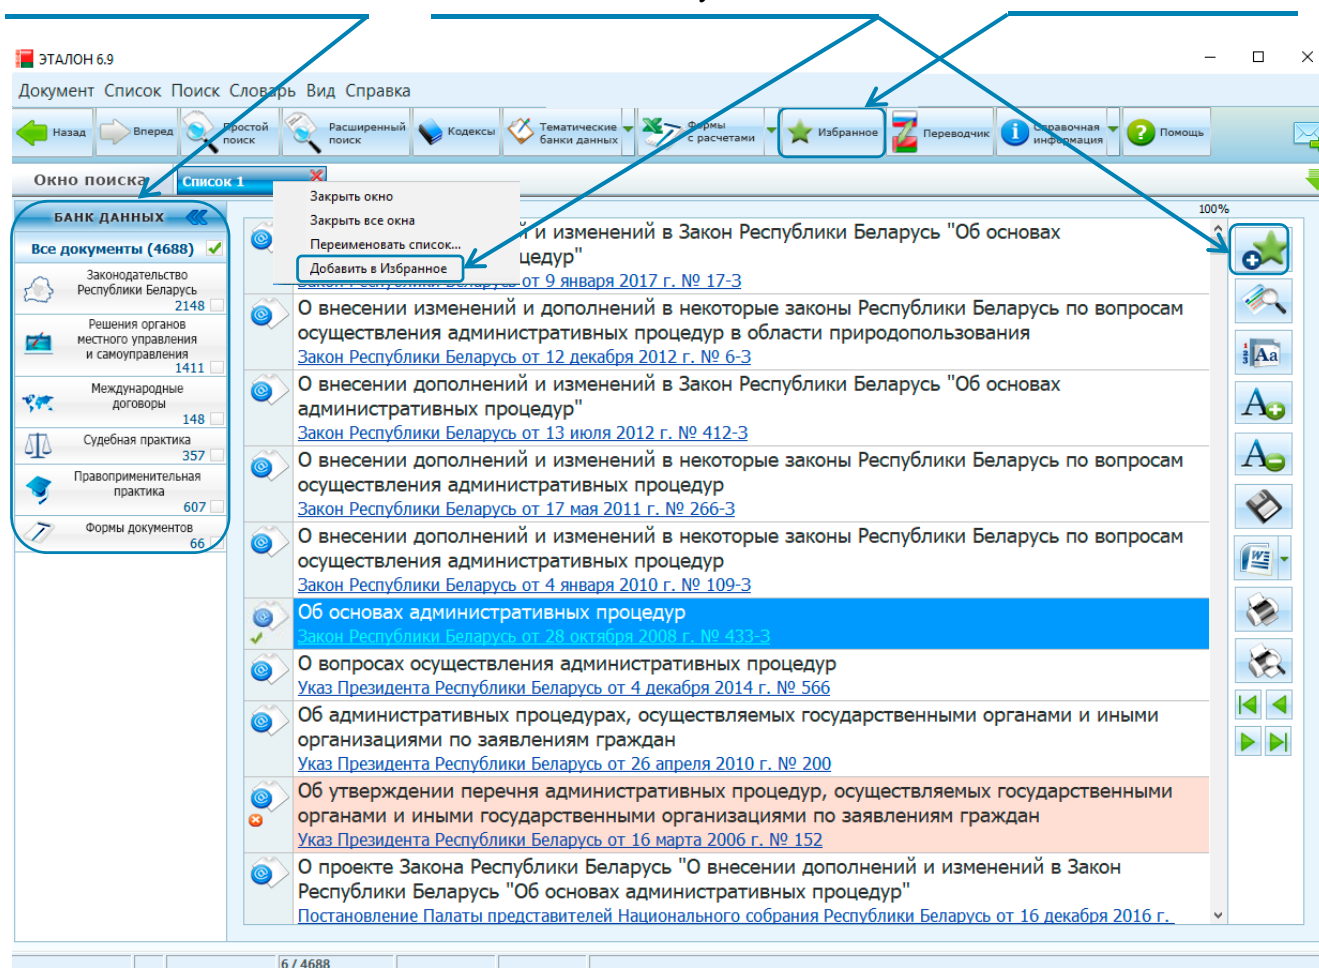 ЭТАЛОН 6.9
Документ Список Поиск Словарь Вид Справка
Назад
Вперед
Простой
поиск
Расширенный
поиск
Кодексы
Тематические
банки данных
Формы
с расчетами
Избранное
Переводчик
Справочная
информация
Помощь
Окно поиска
Список 1
Закрыть окно
Закрыть все окна
Переименовать список...
Добавить в Избранное
100%
БАНК ДАННЫХ
Все документы (4688)
Законодательство
Республики Беларусь
2148
Решения органов
местного управления
и самоуправления
1411
Международные
договоры
148
Судебная практика
357
Правоприменительная
практика
607
Формы документов
66
й и изменений в Закон Республики Беларусь "Об основах
цедур"
Закон Республики Беларусь от 9 января 2017 г. № 17-З
О внесении изменений и дополнений в некоторые законы Республики Беларусь по вопросам
осуществления административных процедур в области природопользования
Закон Республики Беларусь от 12 декабря 2012 г. № 6-З
О внесении дополнений и изменений в Закон Республики Беларусь "Об основах
административных процедур"
Закон Республики Беларусь от 13 июля 2012 г. № 412-З
О внесении дополнений и изменений в некоторые законы Республики Беларусь по вопросам
осуществления административных процедур
Закон Республики Беларусь от 17 мая 2011 г. № 266-З
О внесении дополнений и изменений в некоторые законы Республики Беларусь по вопросам
осуществления административных процедур
Закон Республики Беларусь от 4 января 2010 г. № 109-З
Об основах административных процедур
Закон Республики Беларусь от 28 октября 2008 г. № 433-З
О вопросах осуществления административных процедур
Указ Президента Республики Беларусь от 4 декабря 2014 г. № 566
Об административных процедурах, осуществляемых государственными органами и иными
организациями по заявлениям граждан
Указ Президента Республики Беларусь от 26 апреля 2010 г. № 200
Об утверждении перечня административных процедур, осуществляемых государственными
органами и иными государственными организациями по заявлениям граждан
Указ Президента Республики Беларусь от 16 марта 2006 г. № 152
О проекте Закона Республики Беларусь "О внесении дополнений и изменений в Закон
Республики Беларусь "Об основах административных процедур"
Постановление Палаты представителей Национального собрания Республики Беларусь от 16 декабря 2016 г.
6 / 4688